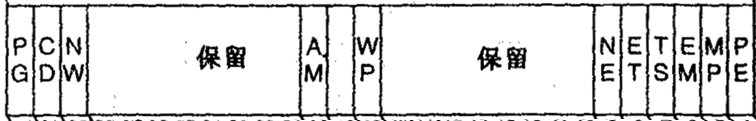 PG CD NW 保留 AM WP 保留 NE ET TS EM MP PE